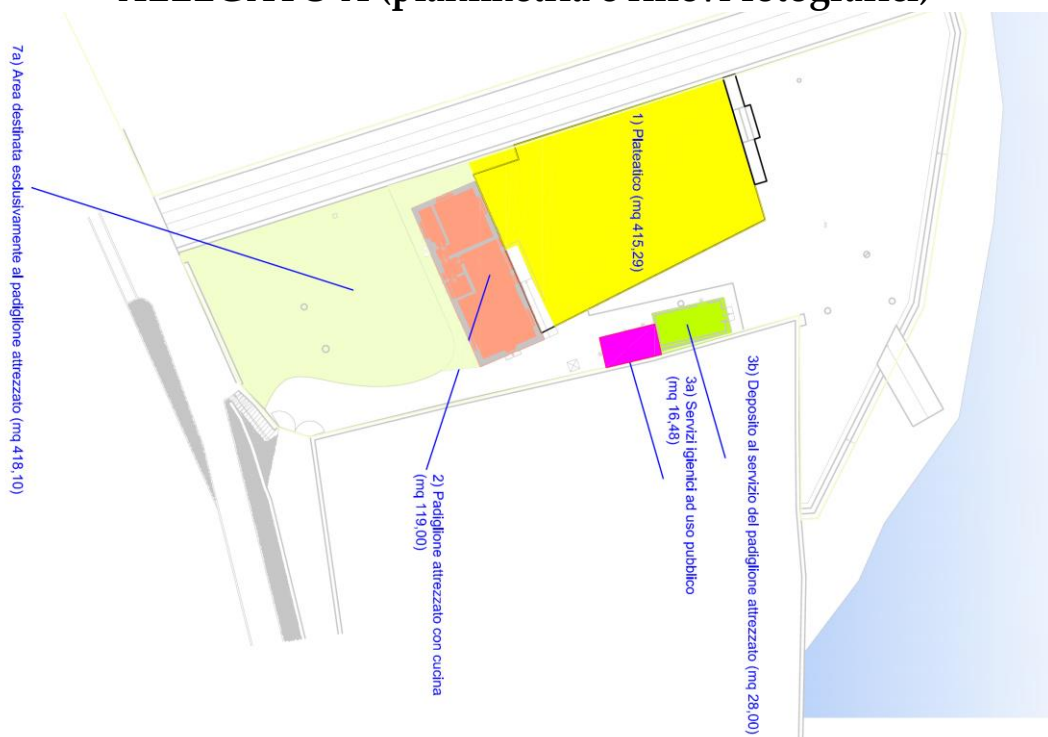 ALLEGATO A (planimetria e rilievi fotografici)
7a) Area destinata esclusivamente al padiglione attrezzato (mq 418,10)
1) Plateatico (mq 415,29)
2) Padiglione attrezzato con cucina
(mq 119,00)
3a) Servizi igienici ad uso pubblico
(mq 16,48)
3b) Deposito al servizio del padiglione attrezzato (mq 28,00)